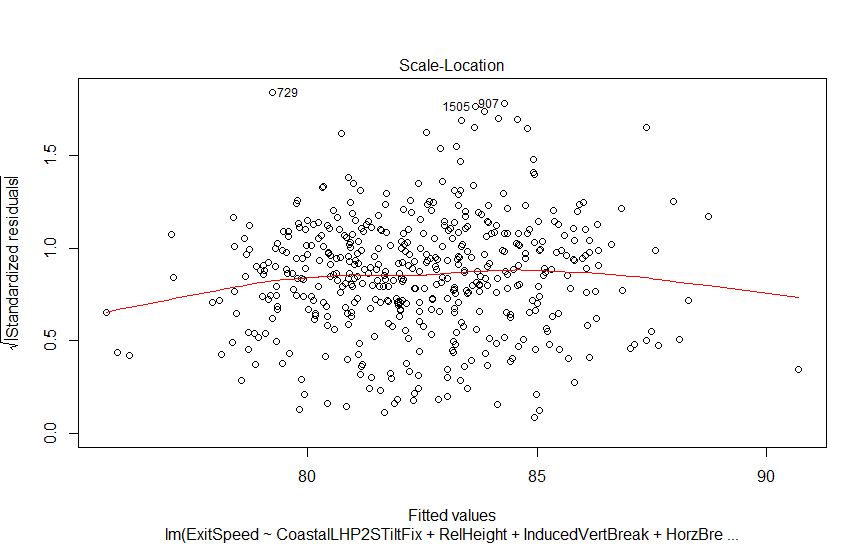 Scale-Location
√|Standardized residuals|
0.0 0.5 1.0 1.5
729
1505 907
80 85 90
Fitted values
lm(ExitSpeed ~ CoastalLHP2STiltFix + RelHeight + InducedVertBreak + HorzBre ...